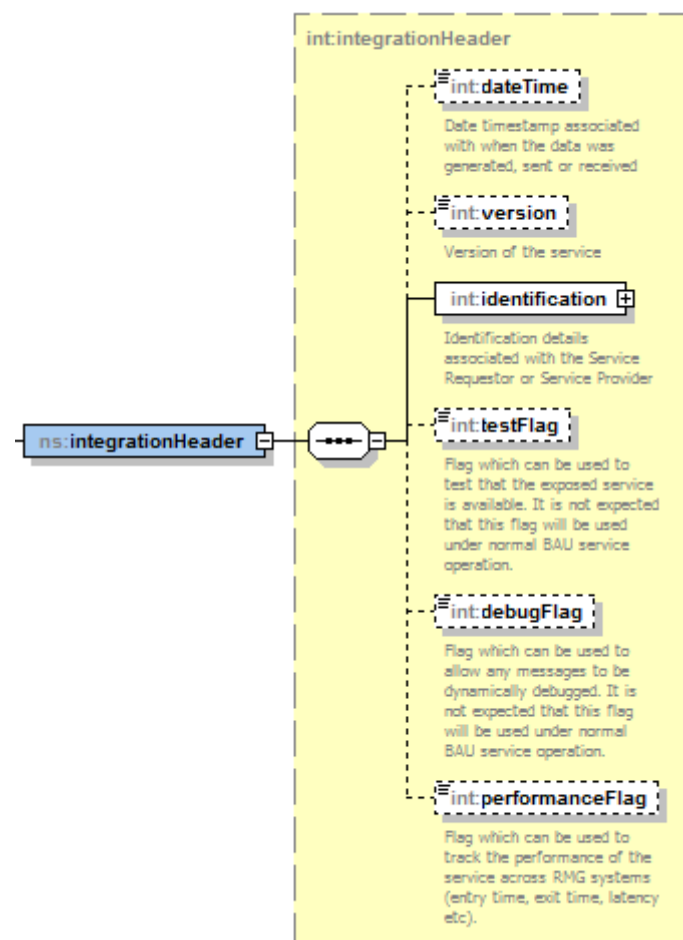 int:integrationHeader
int:dateTime
Date timestamp associated
with when the data was
generated, sent or received
int:version
Version of the service
int:identification
Identification details
associated with the Service
Requestor or Service Provider
ns:integrationHeader
int:testFlag
Flag which can be used to
test that the exposed service
is available. It is not expected
that this flag will be used
under normal BAU service
operation.
int:debugFlag
Flag which can be used to
allow any messages to be
dynamically debugged. It is
not expected that this flag
will be used under normal
BAU service operation.
int:performanceFlag
Flag which can be used to
track the performance of the
service across RMG systems
(entry time, exit time, latency
etc).